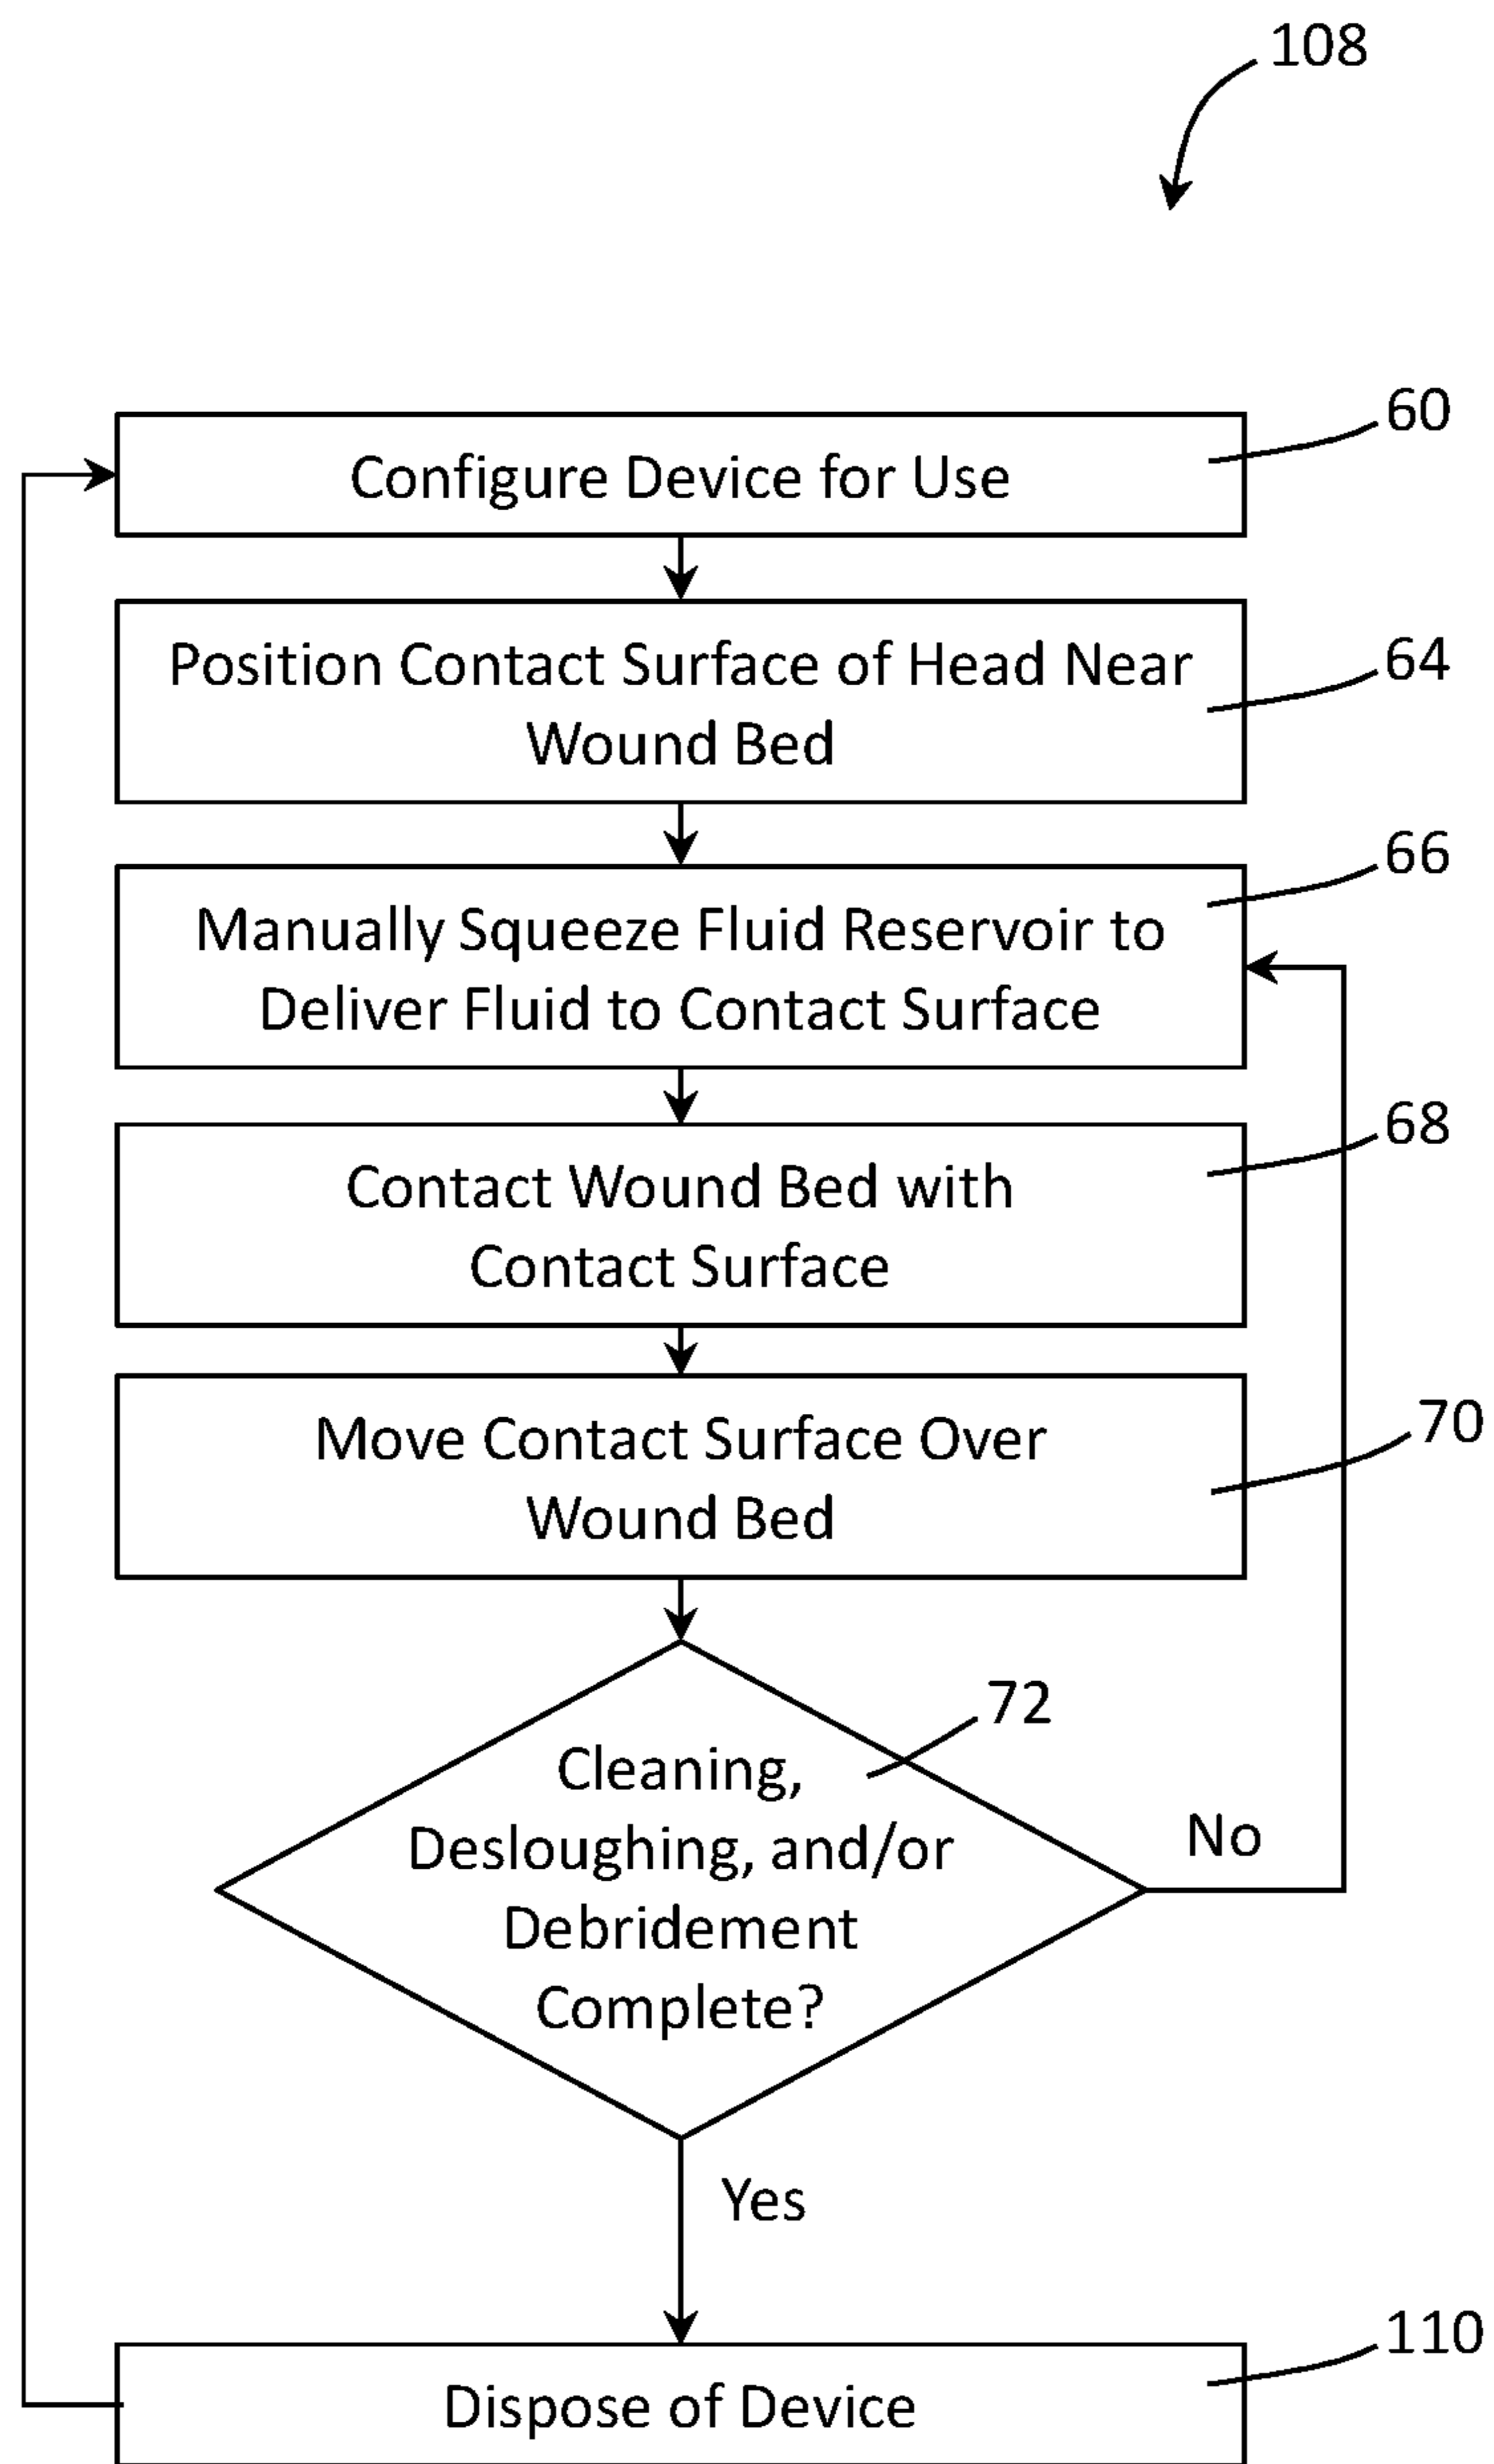 108
60
Configure Device for Use
64
Position Contact Surface of Head Near
Wound Bed
66
Manually Squeeze Fluid Reservoir to
Deliver Fluid to Contact Surface
68
Contact Wound Bed with
Contact Surface
70
Move Contact Surface Over
Wound Bed
72
Cleaning,
Desloughing, and/or
Debridement
Complete?
No
Yes
110
Dispose of Device